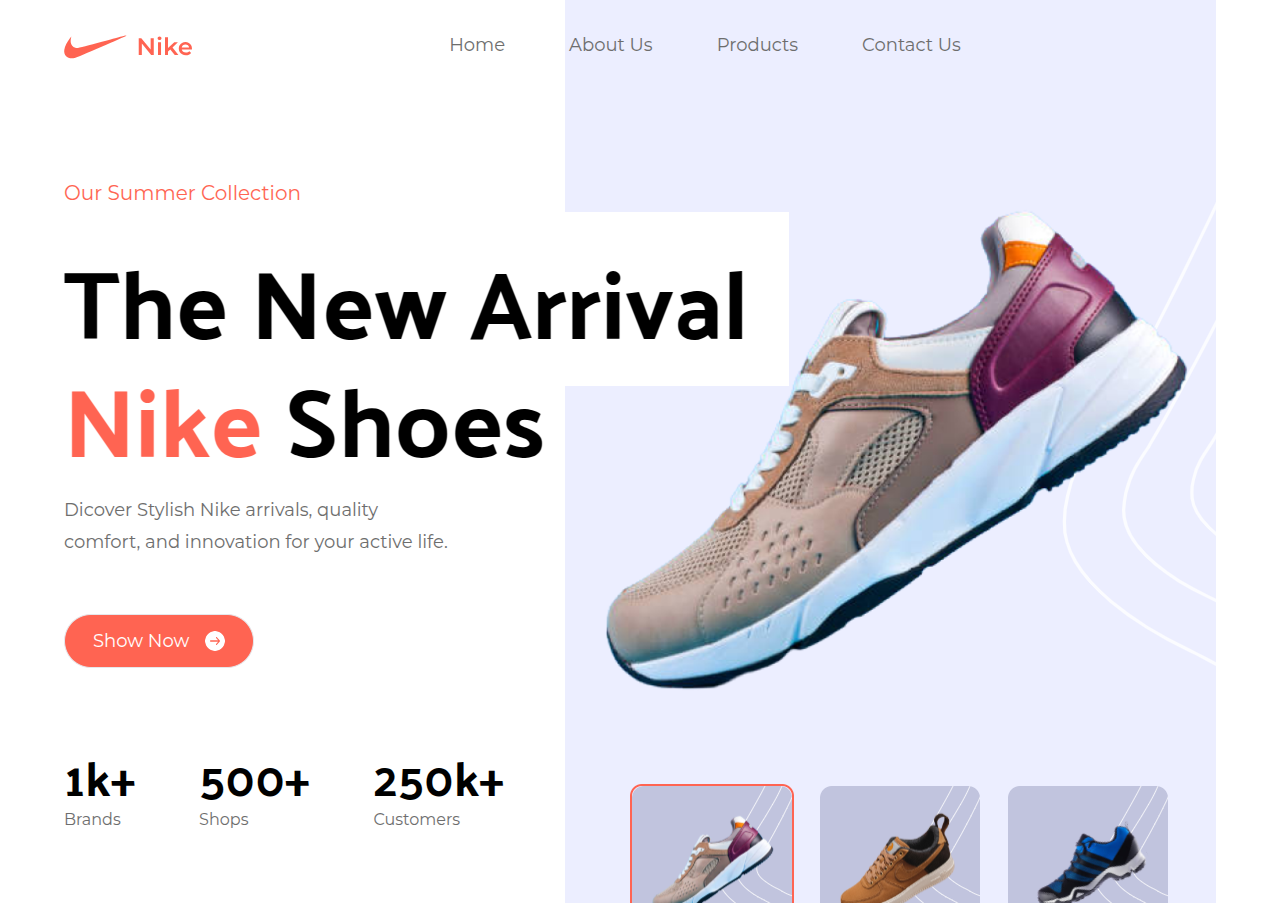 Nike
Home
About Us
Products
Contact Us
Our Summer Collection
The New Arrival
Nike Shoes
Dicover Stylish Nike arrivals, quality
comfort, and innovation for your active life.
Show Now
1k+
Brands
500+
Shops
250k+
Customers